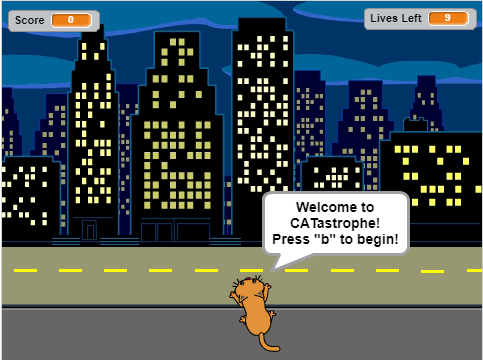 Score 0
Lives Left 9
Welcome to
CATastrophe!
Press "b" to begin!